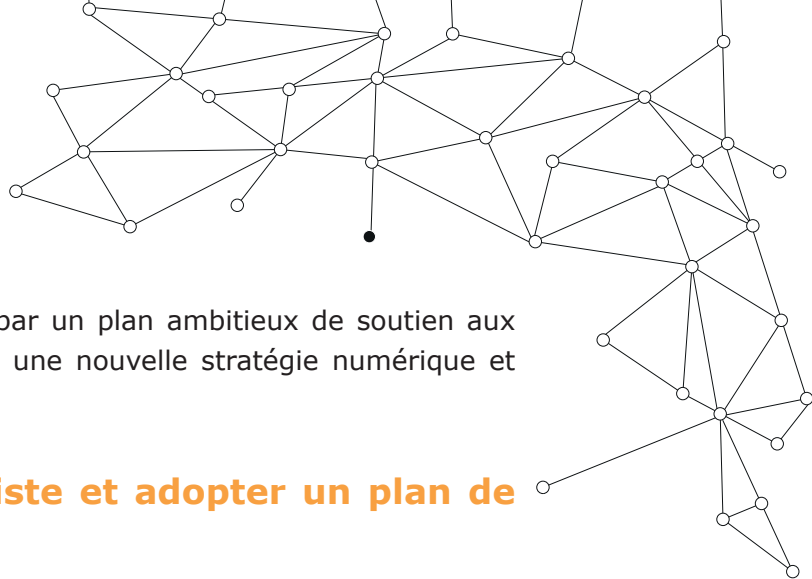 par un plan ambitieux de soutien aux
une nouvelle stratégie numérique et
iste et adopter un plan de